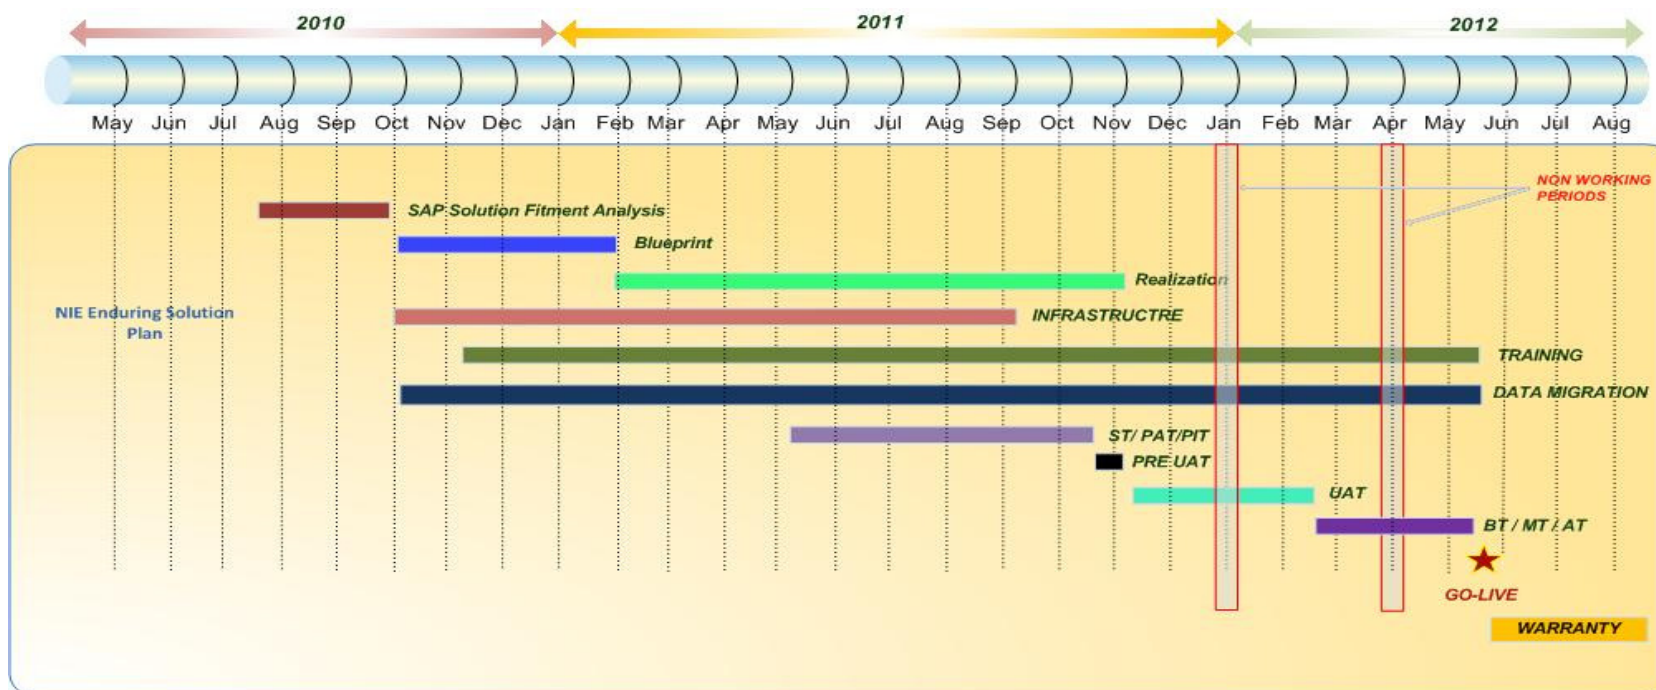 2010
2011
2012
May Jun Jul Aug Sep Oct Nov Dec Jan Feb Mar Apr May Jun Jul Aug Sep Oct Nov Dec Jan Feb Mar Apr May Jun Jul Aug
NON WORKING
PERIODS
SAP Solution Fitment Analysis
Blueprint
Realization
NIE Enduring Solution
Plan
INFRASTRUCTRE
TRAINING
DATA MIGRATION
ST/ PAT/PIT
PRE UAT
UAT
BT / MT / AT
GO-LIVE
WARRANTY